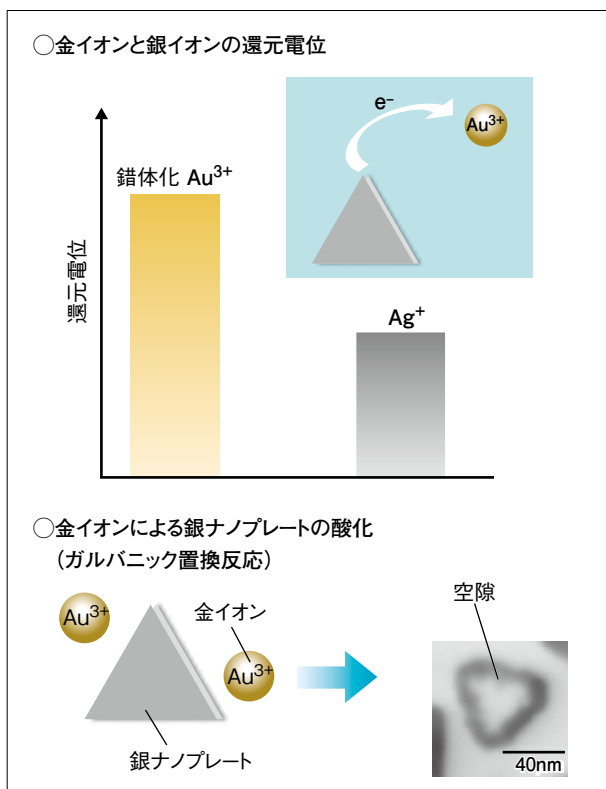 ○金イオンと銀イオンの還元電位
e⁻
Au³⁺
錯体化 Au³⁺
還元電位
Ag⁺
○金イオンによる銀ナノプレートの酸化
(ガルバニック置換反応)
空隙
Au³⁺
金イオン
Au³⁺
銀ナノプレート
40nm